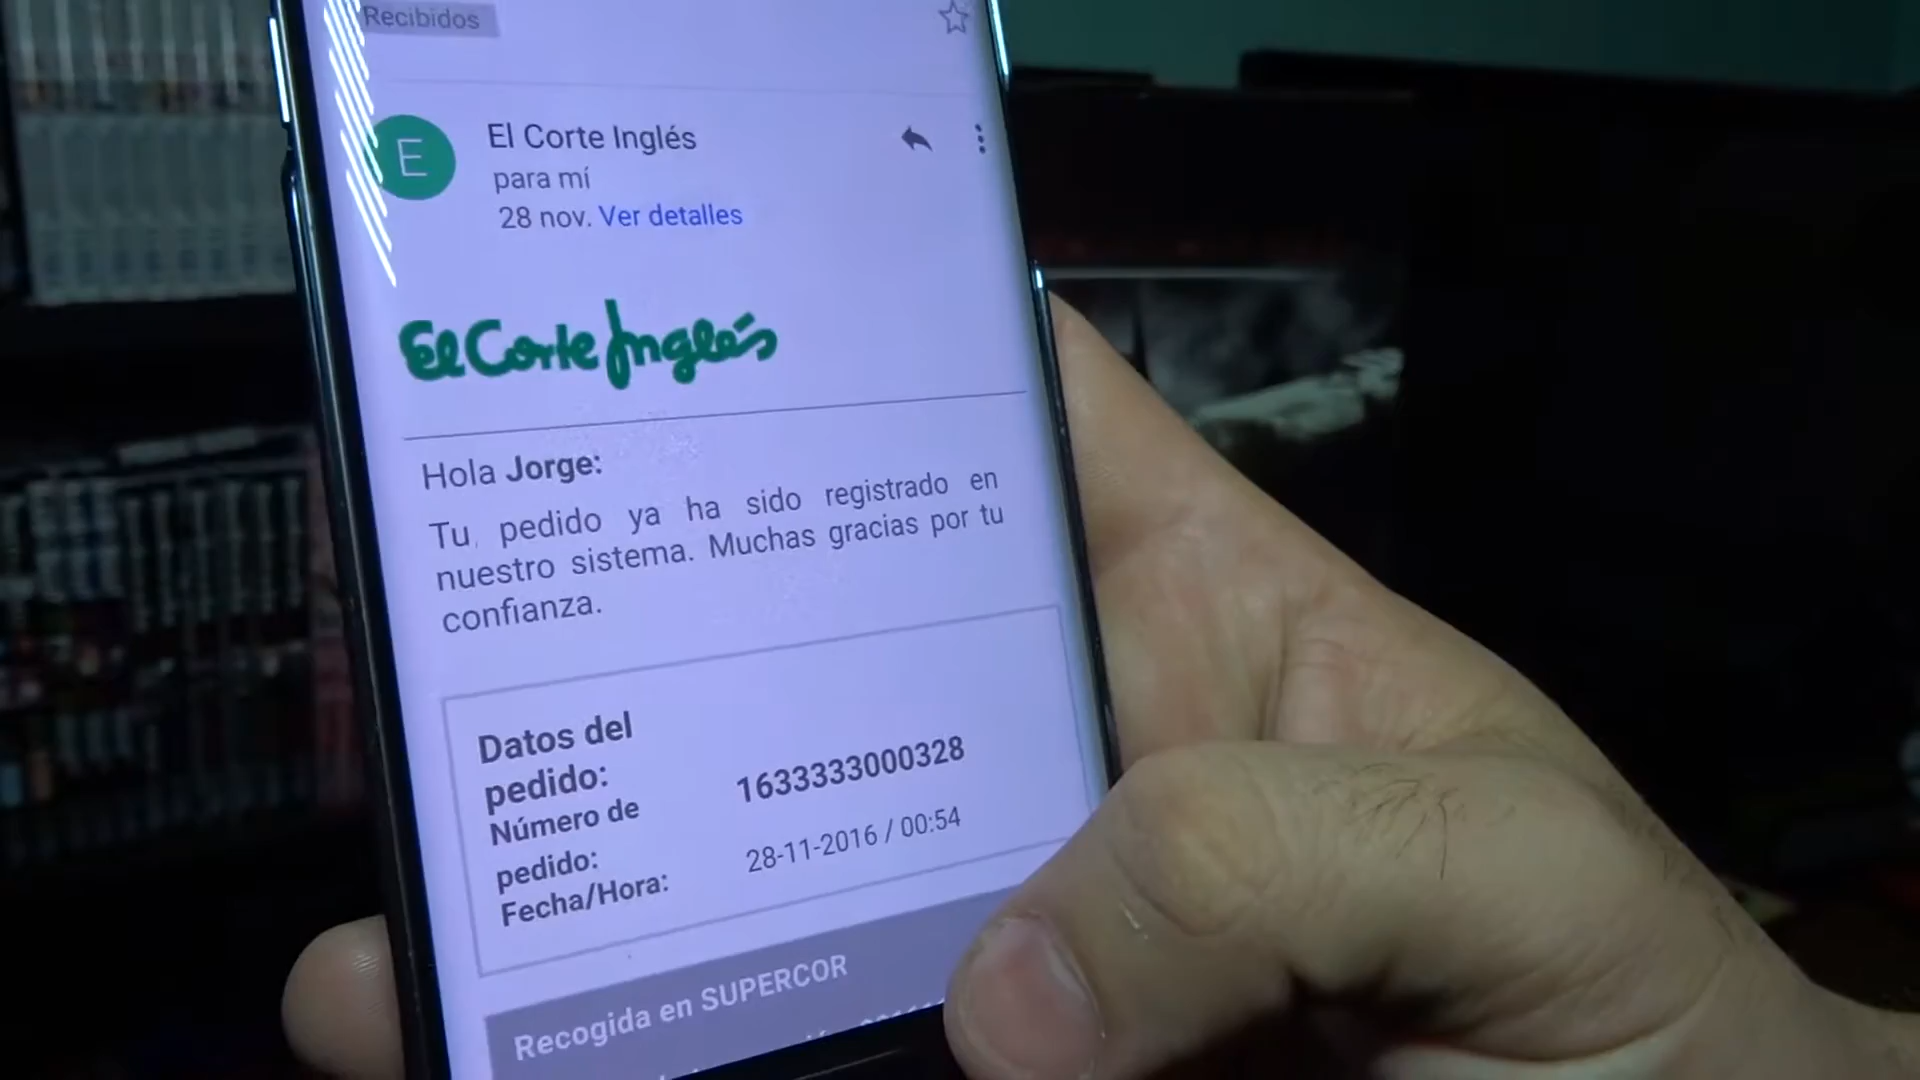 Recibidos
E
El Corte Inglés
para mí
28 nov. Ver detalles
El Corte Inglés
Hola Jorge:
Tu pedido ya ha sido registrado en
nuestro sistema. Muchas gracias por tu
confianza.
Datos del
pedido:
Número de
pedido:
1633333000328
Fecha/Hora:
28-11-2016 / 00:54
Recogida en SUPERCOR